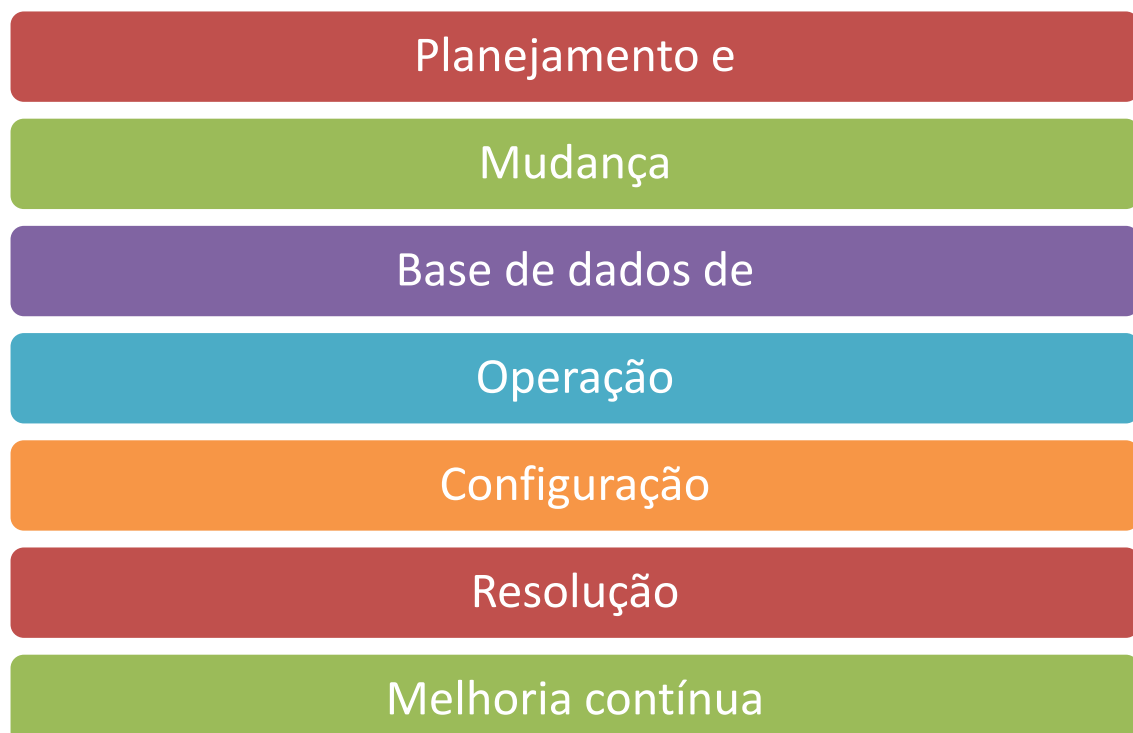 Planejamento e
Mudança
Base de dados de
Operação
Configuração
Resolução
Melhoria contínua